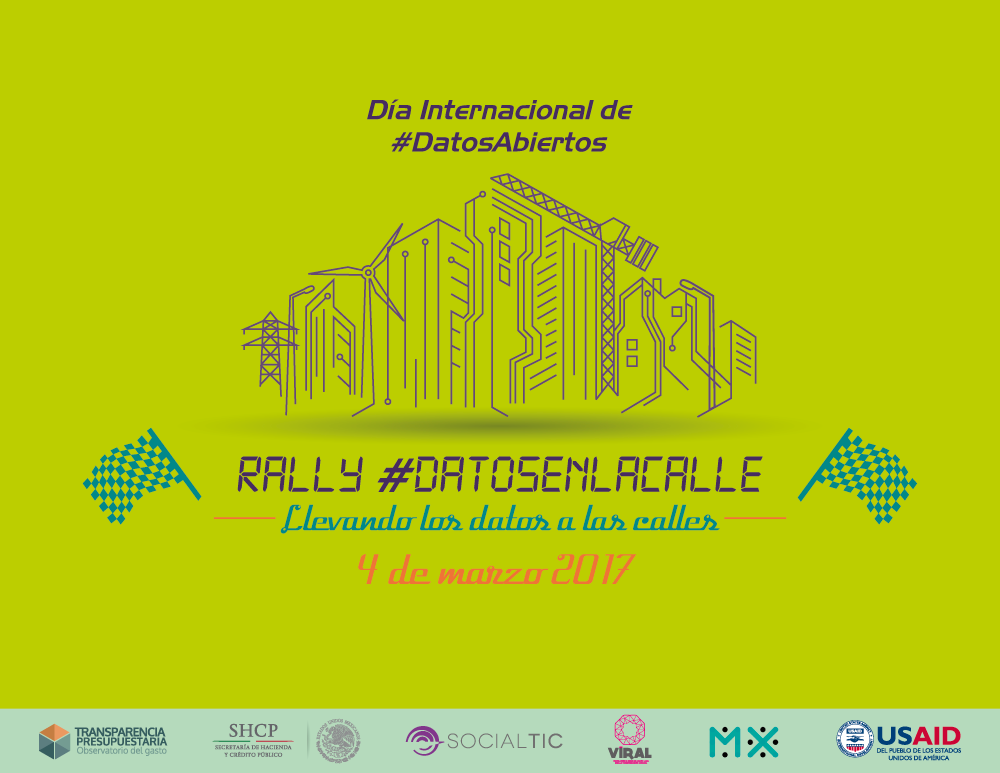 Día Internacional de
#DatosAbiertos
RALLY #DATOSENLACALLE
Llevando los datos a las calles
4 de marzo 2017
TRANSPARENCIA
PRESUPUESTARIA
Observatorio del gasto
SHCP
SECRETARÍA DE HACIENDA
Y CRÉDITO PÚBLICO
SOCIALTIC
VIRAL
MX
USAID
USAID
DEL PUEBLO DE LOS ESTADOS
UNIDOS DE AMÉRICA